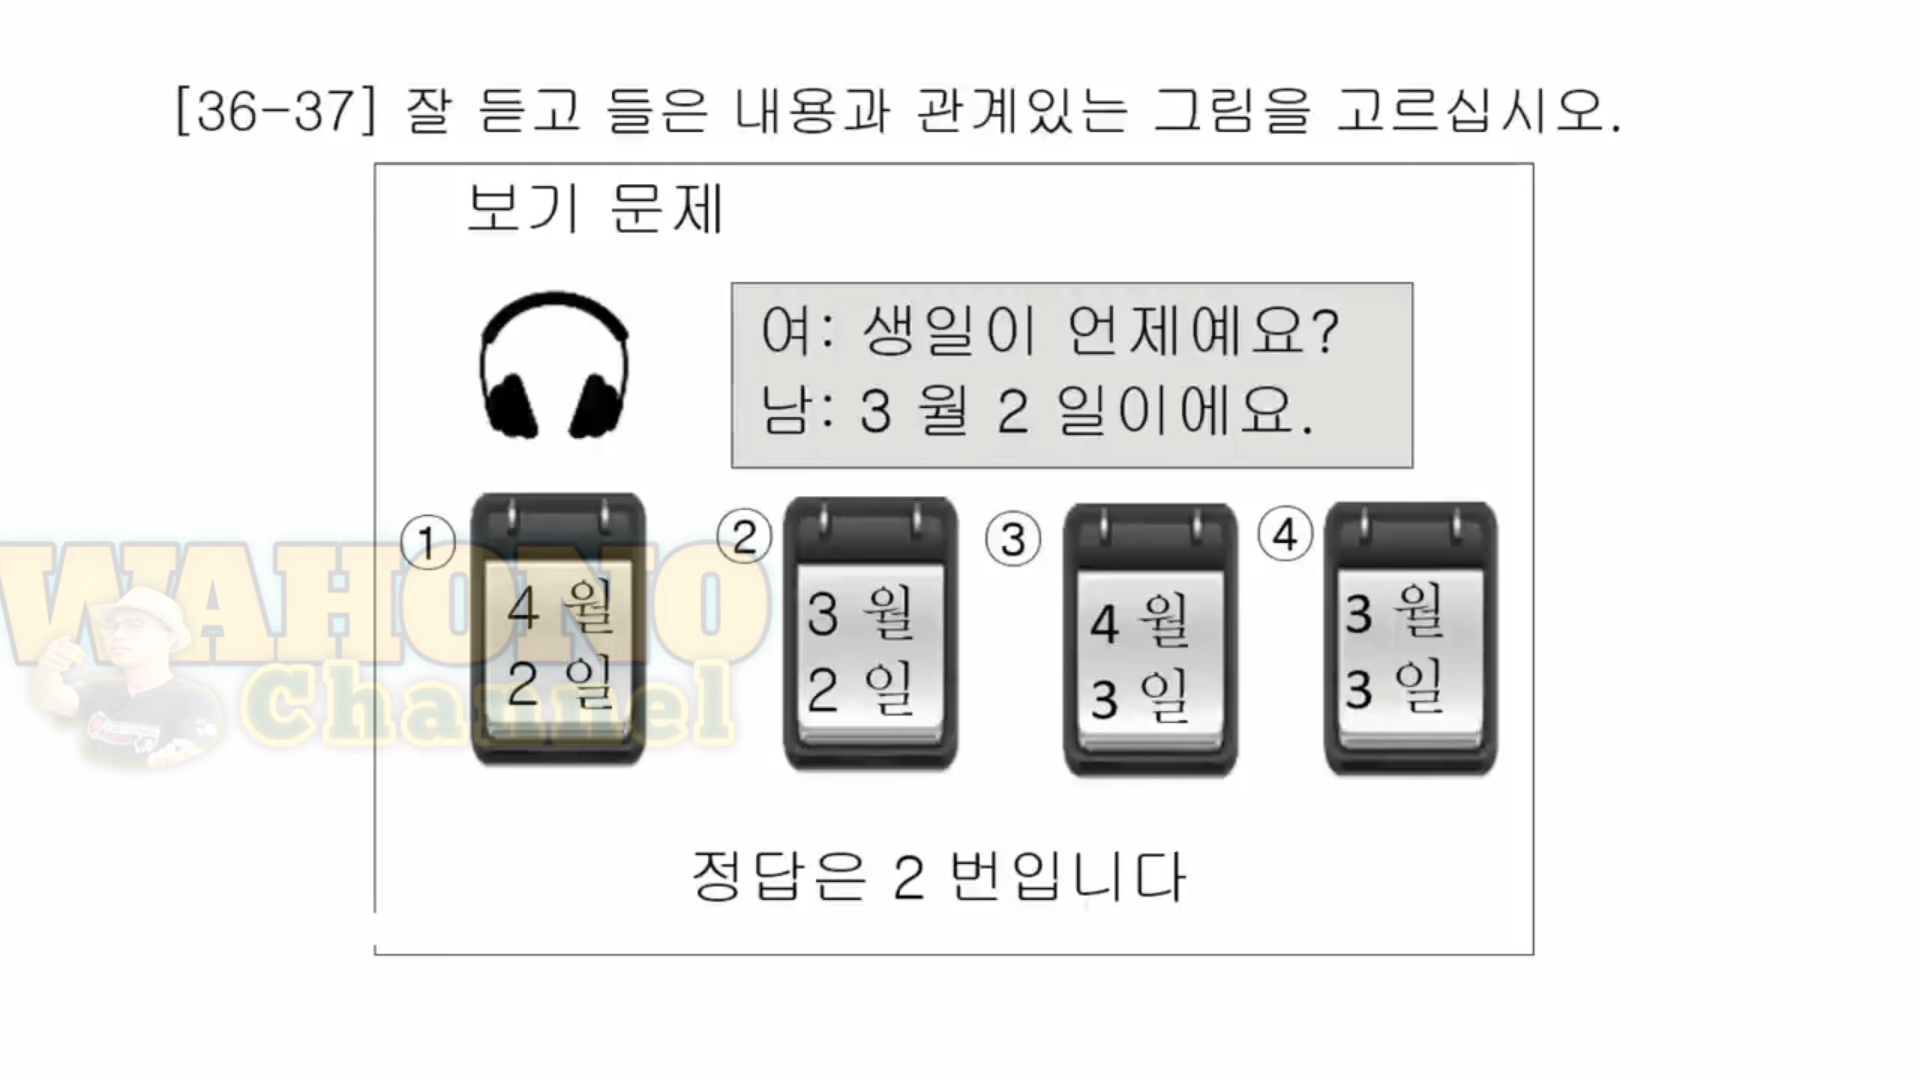 [36-37] 잘 듣고 들은 내용과 관계있는 그림을 고르십시오.
보기 문제
여: 생일이 언제예요?
남: 3 월 2 일이에요.
① 4 월
2 일
② 3 월
2 일
③ 4 월
3 일
④ 3 월
3 일
WAHONO
Channel
정답은 2 번입니다